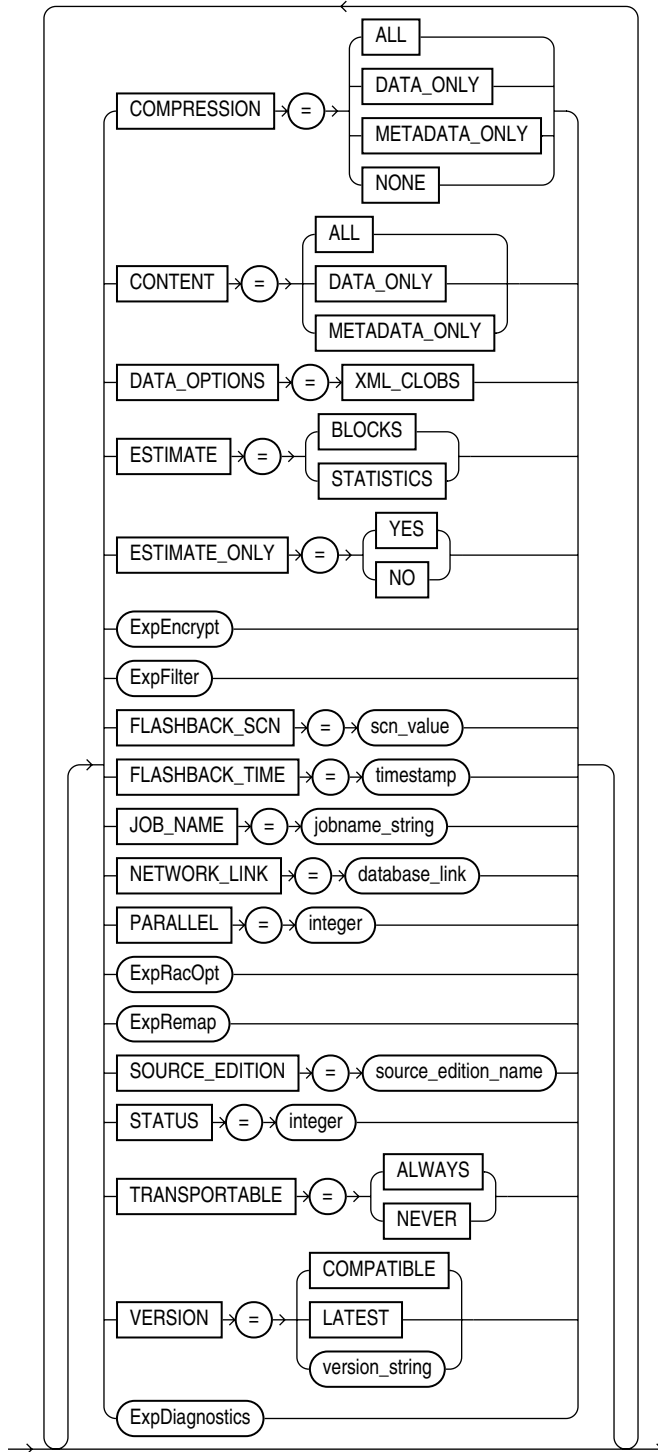 ALL
DATA_ONLY
COMPRESSION = METADATA_ONLY
NONE
ALL
CONTENT = DATA_ONLY
METADATA_ONLY
DATA_OPTIONS = XML_CLOBS
BLOCKS
ESTIMATE =
STATISTICS
YES
ESTIMATE_ONLY =
NO
ExpEncrypt
ExpFilter
FLASHBACK_SCN = scn_value
FLASHBACK_TIME = timestamp
JOB_NAME = jobname_string
NETWORK_LINK = database_link
PARALLEL = integer
ExpRacOpt
ExpRemap
SOURCE_EDITION = source_edition_name
STATUS = integer
ALWAYS
TRANSPORTABLE =
NEVER
COMPATIBLE
VERSION = LATEST
version_string
ExpDiagnostics